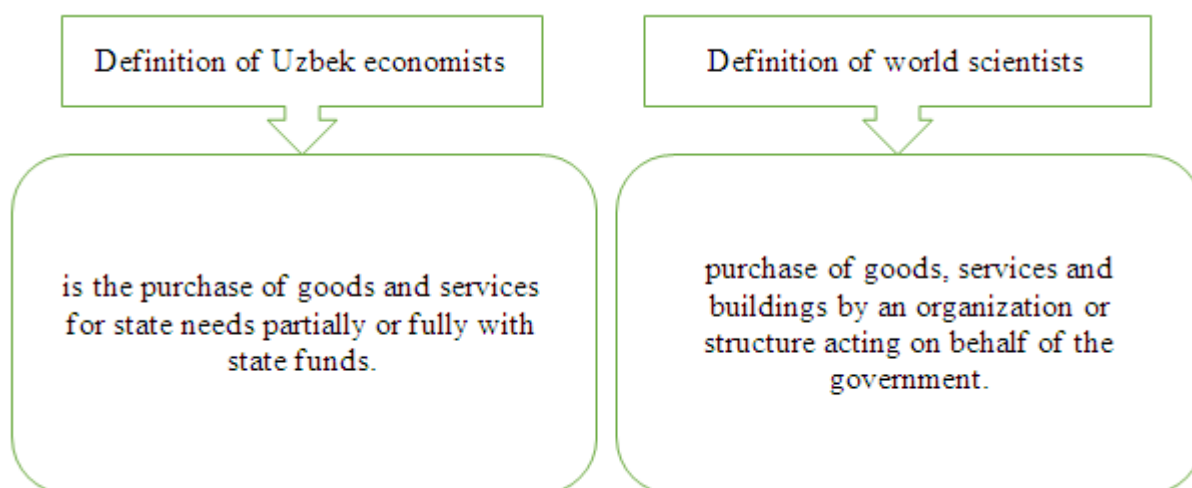 Definition of Uzbek economists
is the purchase of goods and services
for state needs partially or fully with
state funds.
Definition of world scientists
purchase of goods, services and
buildings by an organization or
structure acting on behalf of the
government.